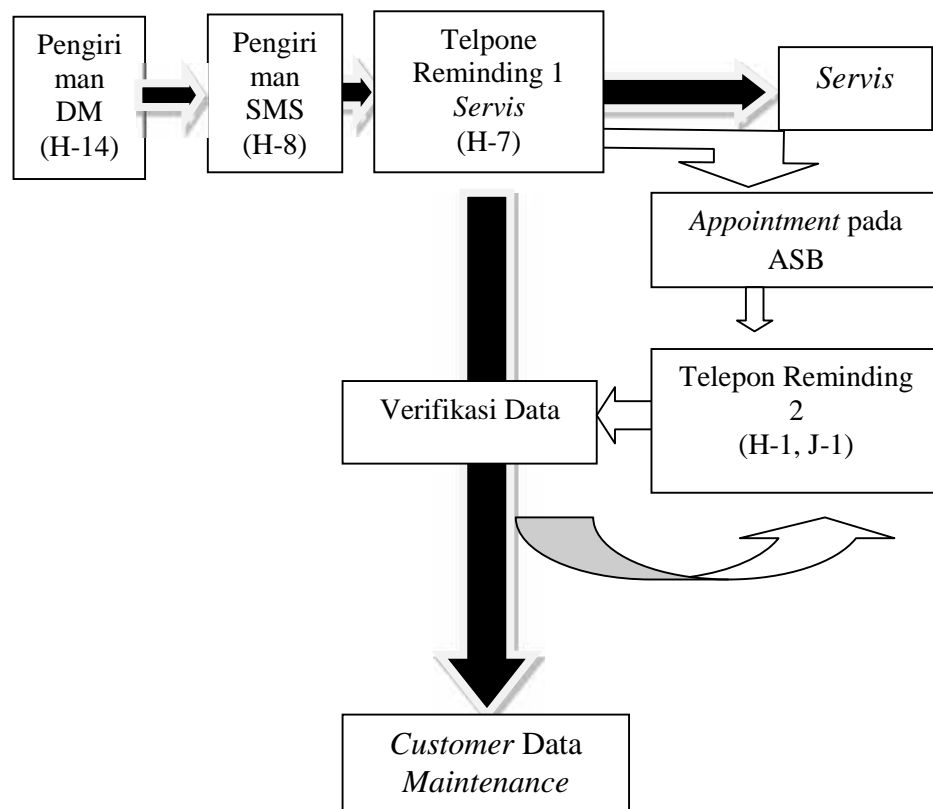 Pengiri
man
DM
(H-14)
Pengiri
man
SMS
(H-8)
Telpone
Reminding 1
Servis
(H-7)
Servis
Appointment pada
ASB
Telepon Reminding
2
(H-1, J-1)
Verifikasi Data
Customer Data
Maintenance